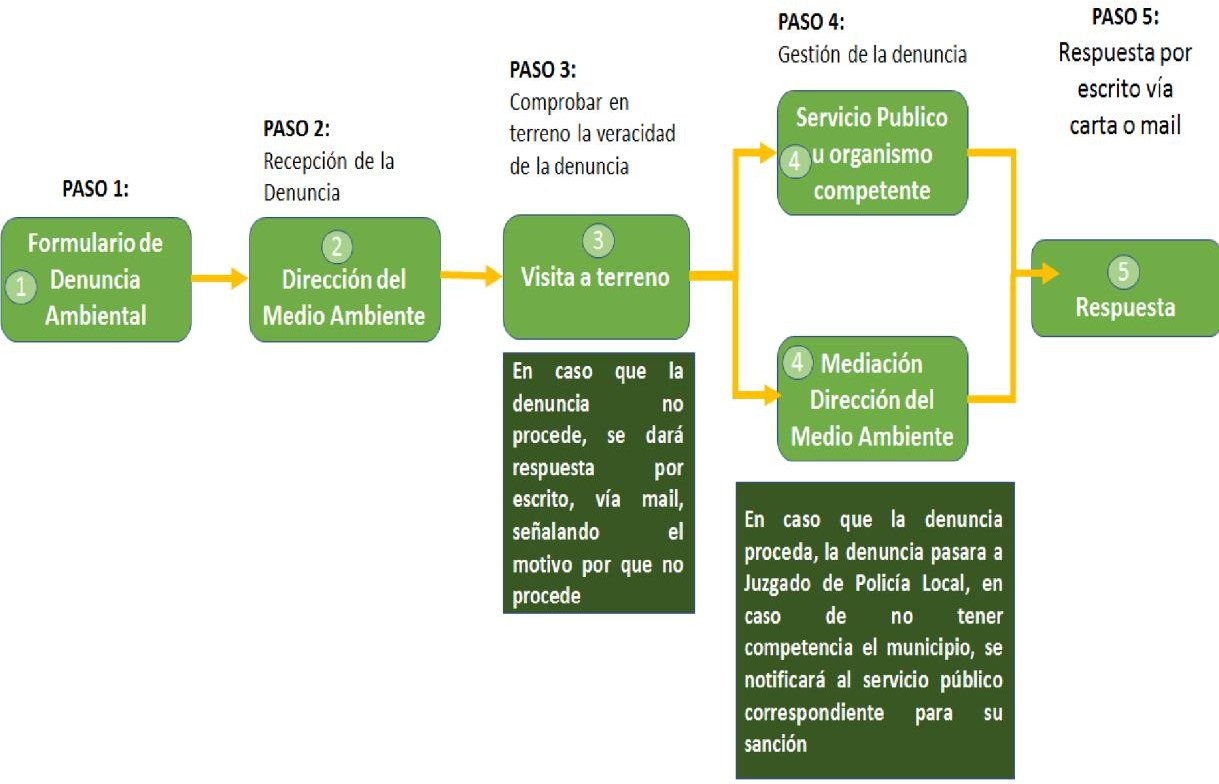 PASO 1:
Formulario de
1 Denuncia
Ambiental
PASO 2:
Recepción de la
Denuncia
2
Dirección del
Medio Ambiente
PASO 3:
Comprobar en
terreno la veracidad
de la denuncia
3
Visita a terreno
En caso que la
denuncia no
procede, se dará
respuesta por
escrito, vía mail,
señalando el
motivo por que no
procede
PASO 4:
Gestión de la denuncia
Servicio Publico
4 u organismo
competente
4 Mediación
Dirección del
Medio Ambiente
En caso que la denuncia
proceda, la denuncia pasara a
Juzgado de Policía Local, en
caso de no tener
competencia el municipio, se
notificará al servicio público
correspondiente para su
sanción
PASO 5:
Respuesta por
escrito vía
carta o mail
5
Respuesta